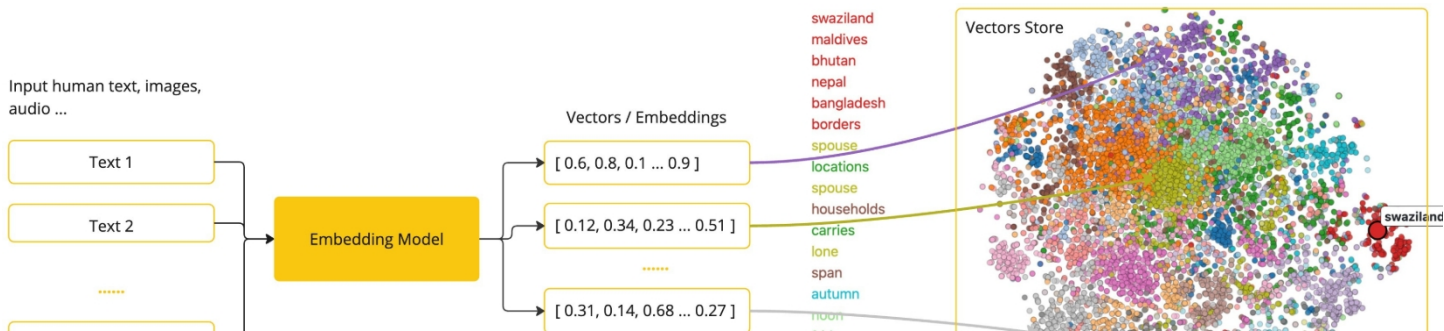 Input human text, images,
audio ...
Text 1
Text 2
......
Embedding Model
Vectors / Embeddings
[ 0.6, 0.8, 0.1 ... 0.9 ]
[ 0.12, 0.34, 0.23 ... 0.51 ]
......
[ 0.31, 0.14, 0.68 ... 0.27 ]
swaziland
maldives
bhutan
nepal
bangladesh
borders
spouse
locations
spouse
households
carries
lone
span
autumn
noon
Vectors Store
swaziland